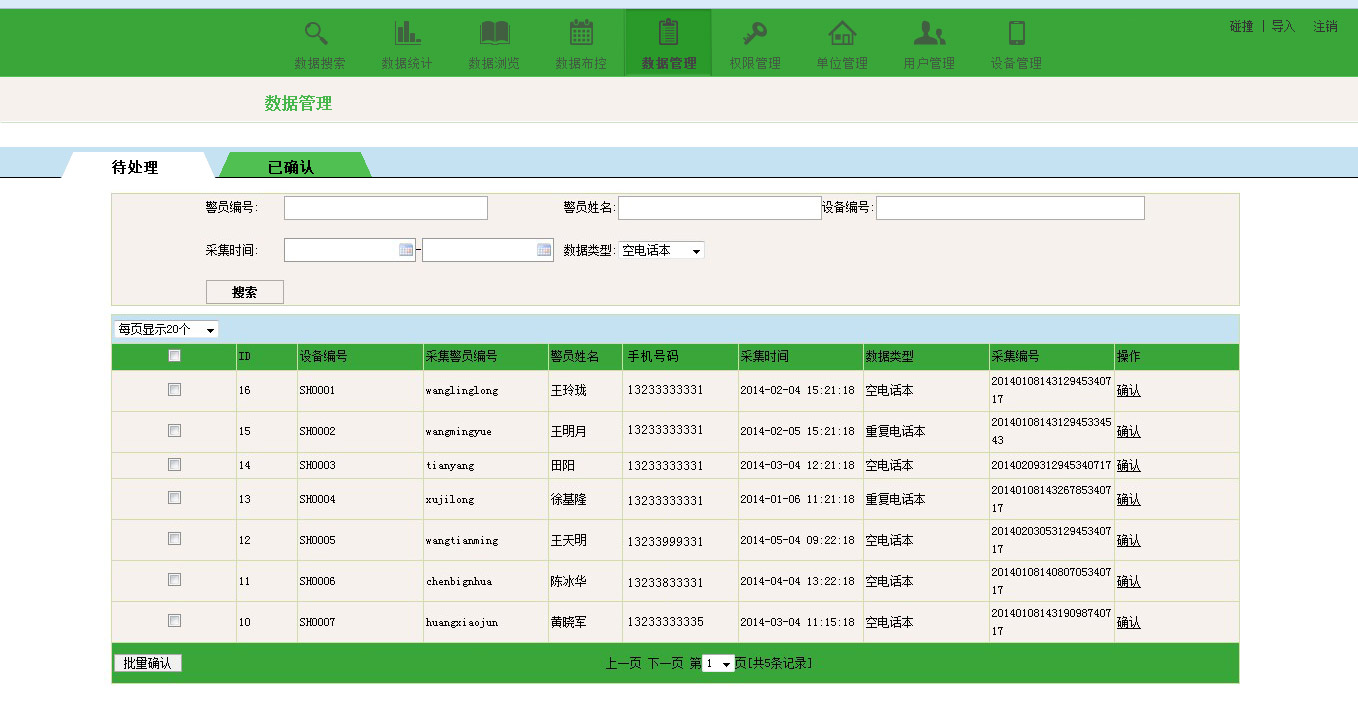 碰撞 | 导入 注销
数据搜索 数据统计 数据浏览 数据布控 数据管理 权限管理 单位管理 用户管理 设备管理
数据管理
待处理 已确认
警员编号: 警员姓名: 设备编号:
采集时间: - 数据类型: 空电话本
搜索
每页显示20个
ID 设备编号 采集警员编号 警员姓名 手机号码 采集时间 数据类型 采集编号 操作
16 SH0001 wanglinglong 王玲珑 13233333331 2014-02-04 15:21:18 空电话本 20140108143129453407 确认
17
15 SH0002 wangmingyue 王明月 13233333331 2014-02-05 15:21:18 重复电话本 20140108143129453345 确认
43
14 SH0003 tianyang 田阳 13233333331 2014-03-04 12:21:18 空电话本 20140209312945340717 确认
13 SH0004 xujilong 徐基隆 13233333331 2014-01-06 11:21:18 重复电话本 20140108143267853407 确认
17
12 SH0005 wangtianming 王天明 13233999331 2014-05-04 09:22:18 空电话本 20140203053129453407 确认
17
11 SH0006 chenbignhua 陈冰华 13233833331 2014-04-04 13:22:18 空电话本 20140108140807053407 确认
17
10 SH0007 huangxiaojun 黄晓军 13233333335 2014-03-04 11:15:18 空电话本 20140108143190987407 确认
17
批量确认 上一页 下一页 第 1 页[共5条记录]